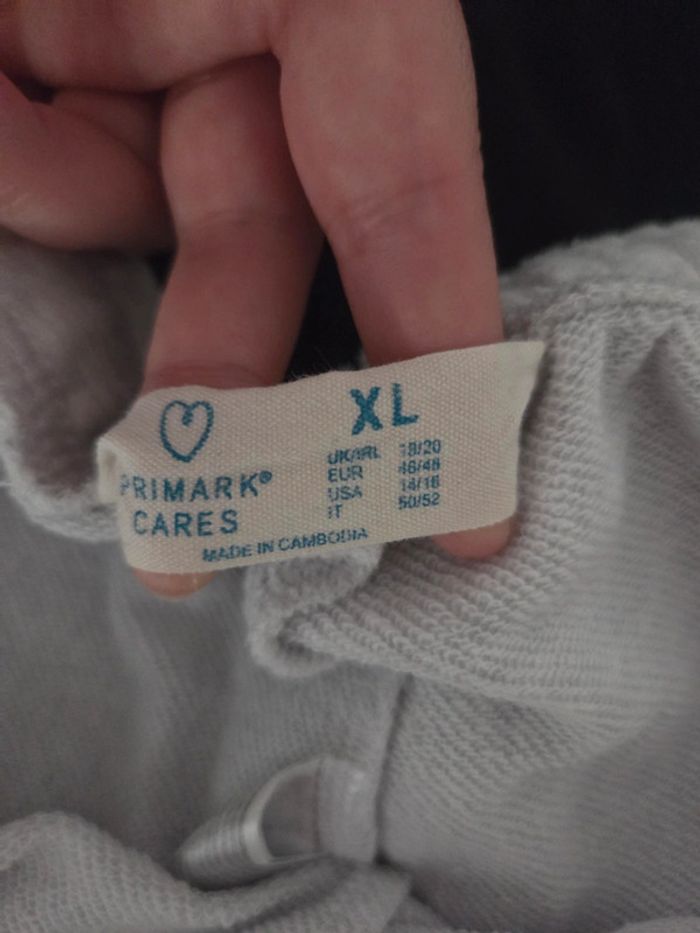 XL
PRIMARK®
CARES
UK/IRL 18/20
EUR 46/48
USA 14/16
IT 50/52
MADE IN CAMBODIA